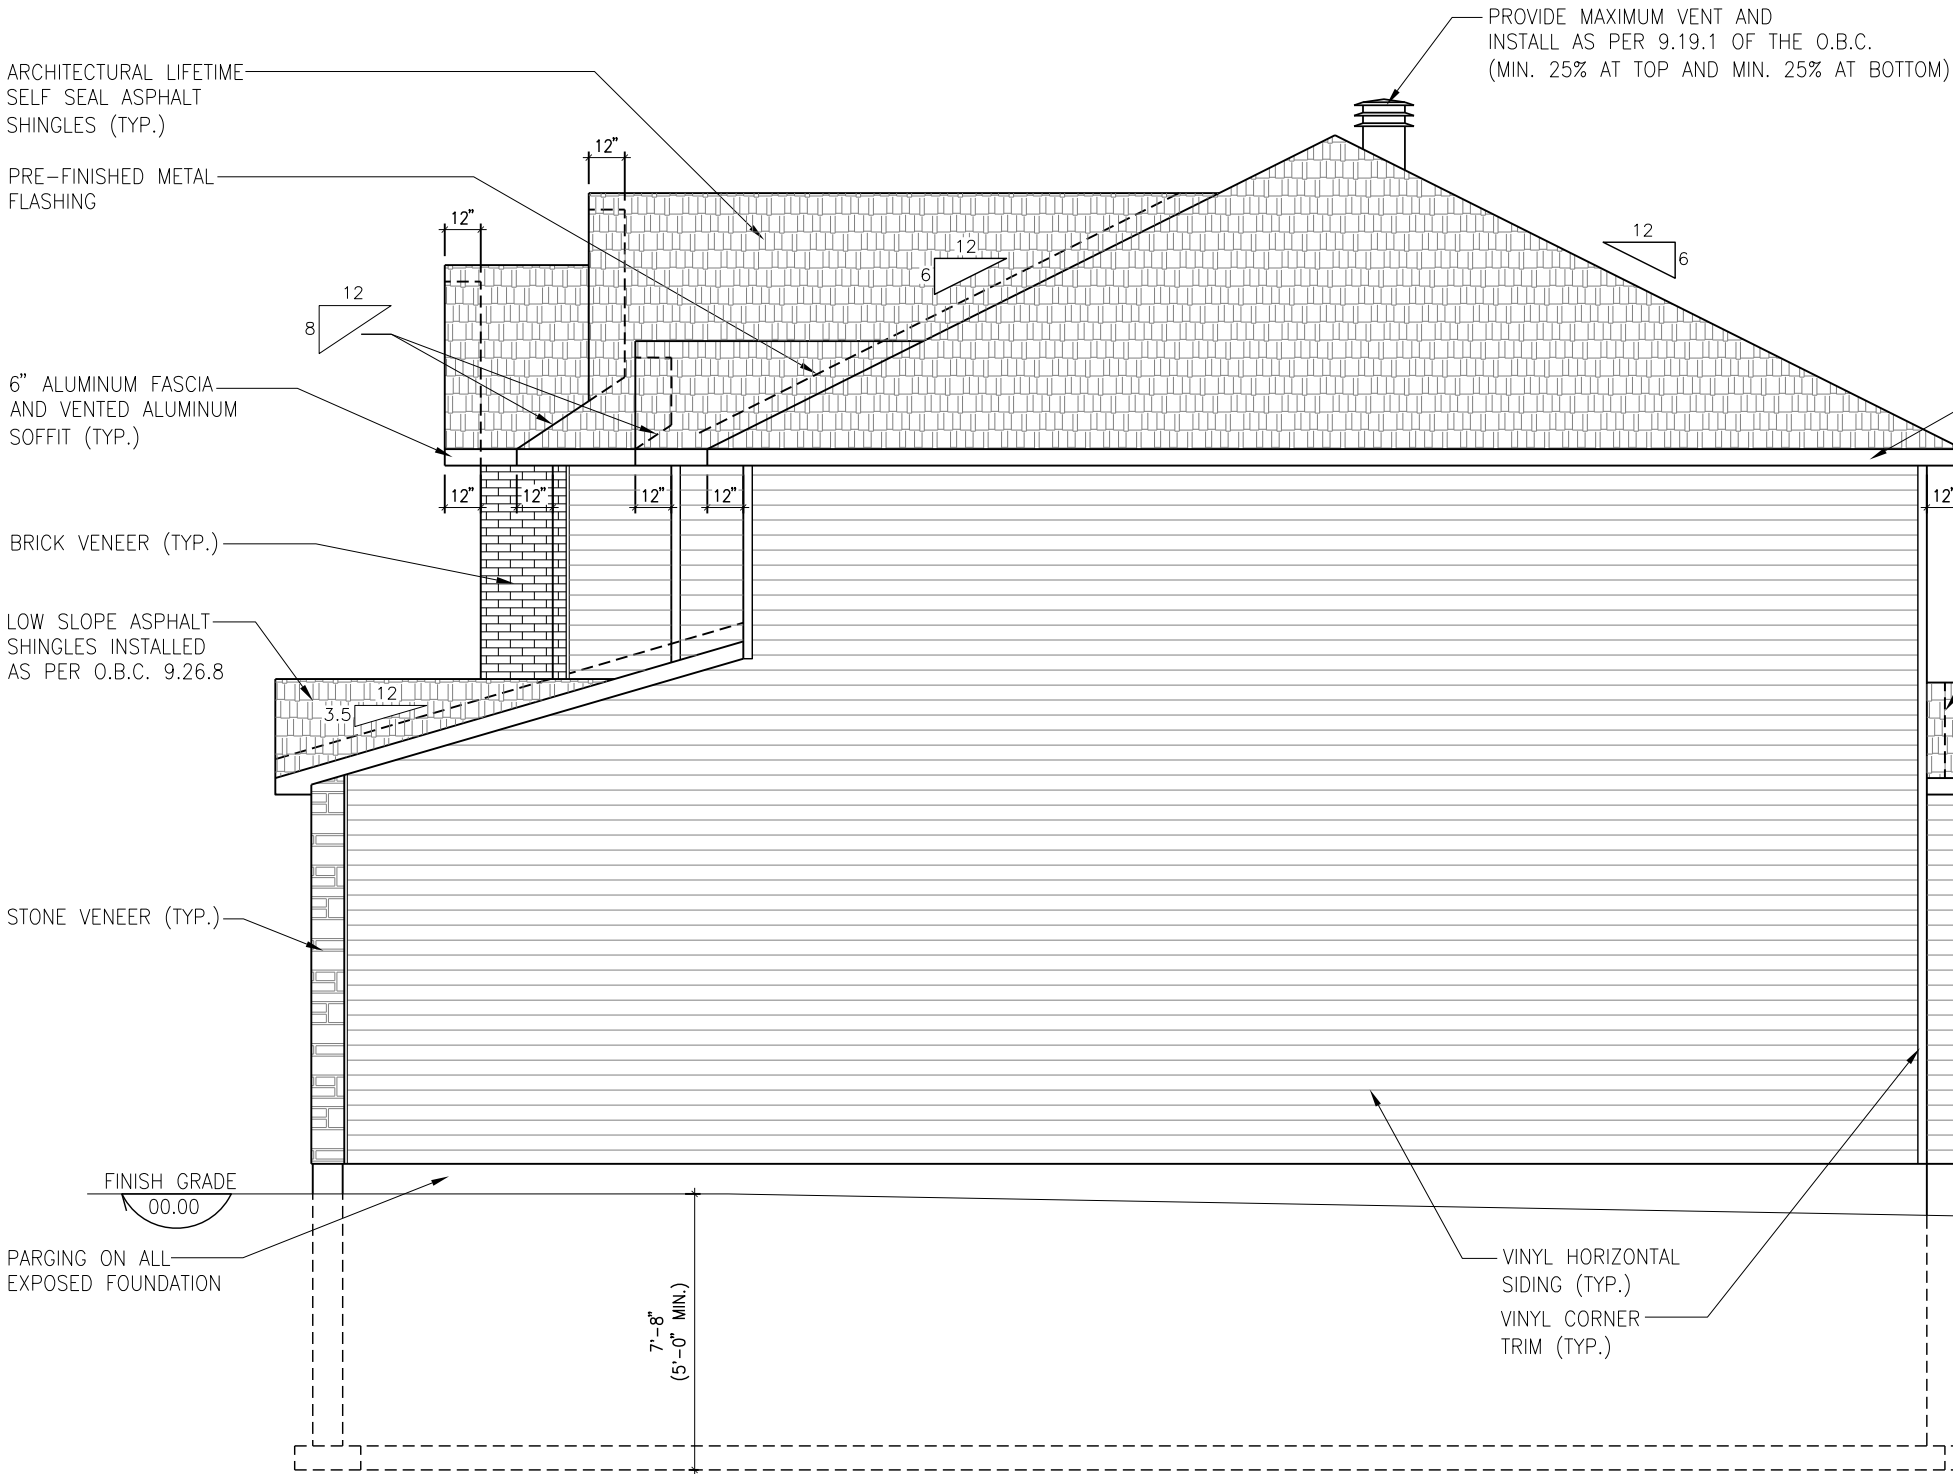 PROVIDE MAXIMUM VENT AND
INSTALL AS PER 9.19.1 OF THE O.B.C.
(MIN. 25% AT TOP AND MIN. 25% AT BOTTOM)
ARCHITECTURAL LIFETIME
SELF SEAL ASPHALT
SHINGLES (TYP.)
12"
PRE-FINISHED METAL
FLASHING
12"
12
6
12
6
12
8
6" ALUMINUM FASCIA
AND VENTED ALUMINUM
SOFFIT (TYP.)
12"
12"
12"
12"
12"
BRICK VENEER (TYP.)
LOW SLOPE ASPHALT
SHINGLES INSTALLED
AS PER O.B.C. 9.26.8
12
3.5
STONE VENEER (TYP.)
FINISH GRADE
00.00
PARGING ON ALL
EXPOSED FOUNDATION
7'-8"
(5'-0" MIN.)
VINYL HORIZONTAL
SIDING (TYP.)
VINYL CORNER
TRIM (TYP.)